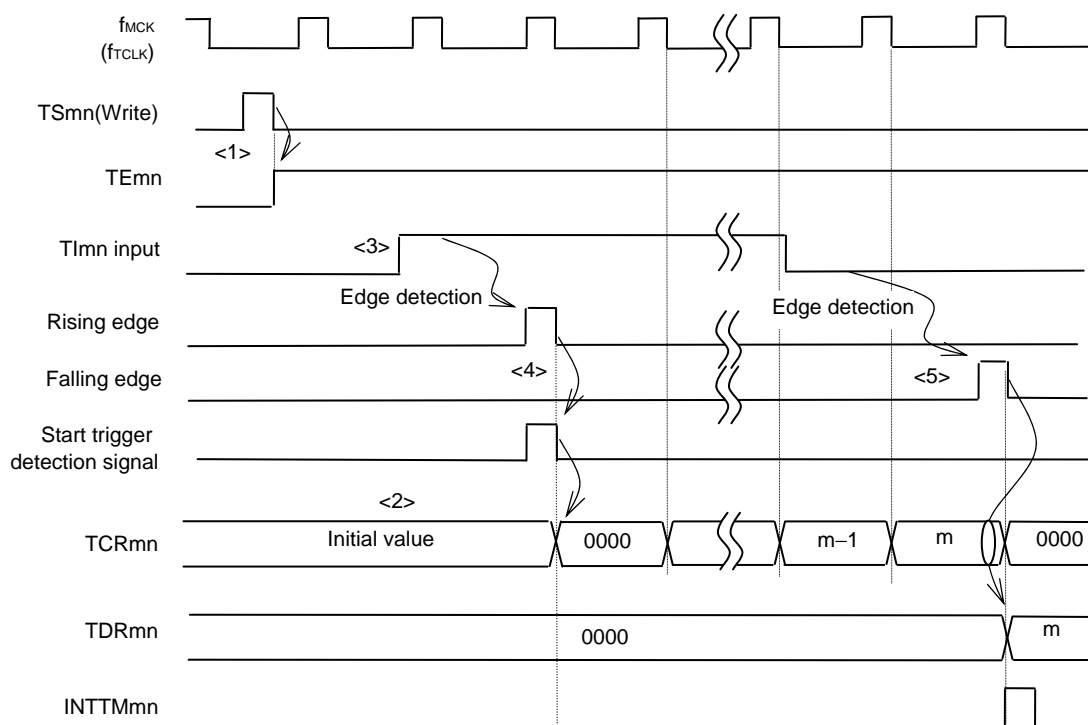 fMCK
(fTCLK)
TSmn(Write)
<1>
TEmn
TImn input
<3>
Edge detection
Edge detection
Rising edge
<4>
<5>
Falling edge
Start trigger
detection signal
<2>
TCRmn
Initial value
0000
m−1
m
0000
TDRmn
0000
m
INTTMmn